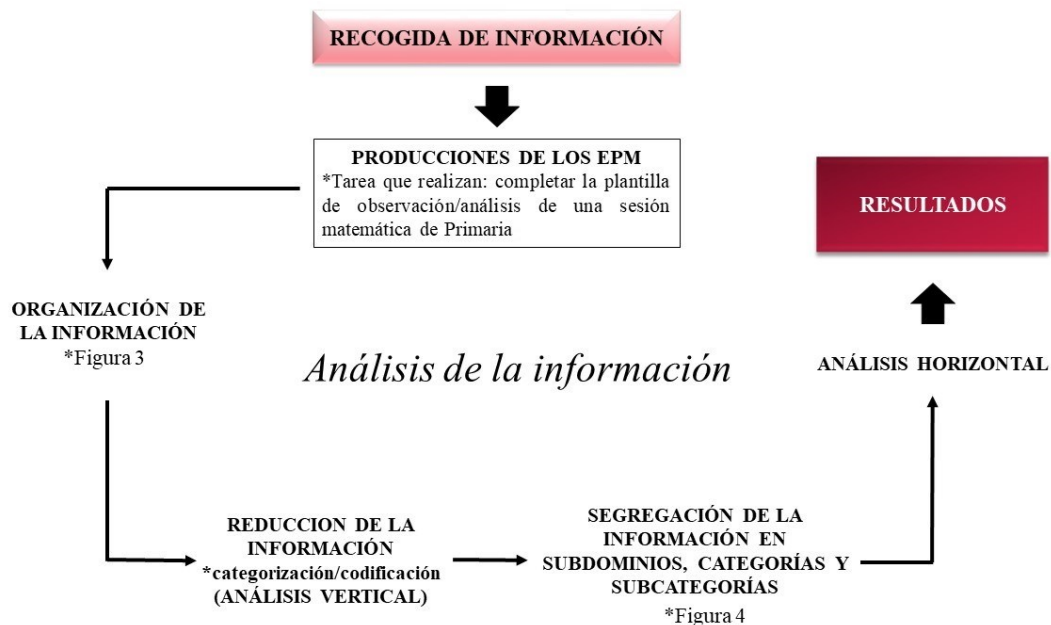 RECOGIDA DE INFORMACIÓN
PRODUCCIONES DE LOS EPM
*Tarea que realizan: completar la plantilla
de observación/análisis de una sesión
matemática de Primaria
RESULTADOS
ORGANIZACIÓN DE
LA INFORMACIÓN
*Figura 3
Análisis de la información
ANÁLISIS HORIZONTAL
REDUCCION DE LA
INFORMACIÓN
*categorización/codificación
(ANÁLISIS VERTICAL)
SEGREGACIÓN DE LA
INFORMACIÓN EN
SUBDOMINIOS, CATEGORÍAS Y
SUBCATEGORÍAS
*Figura 4